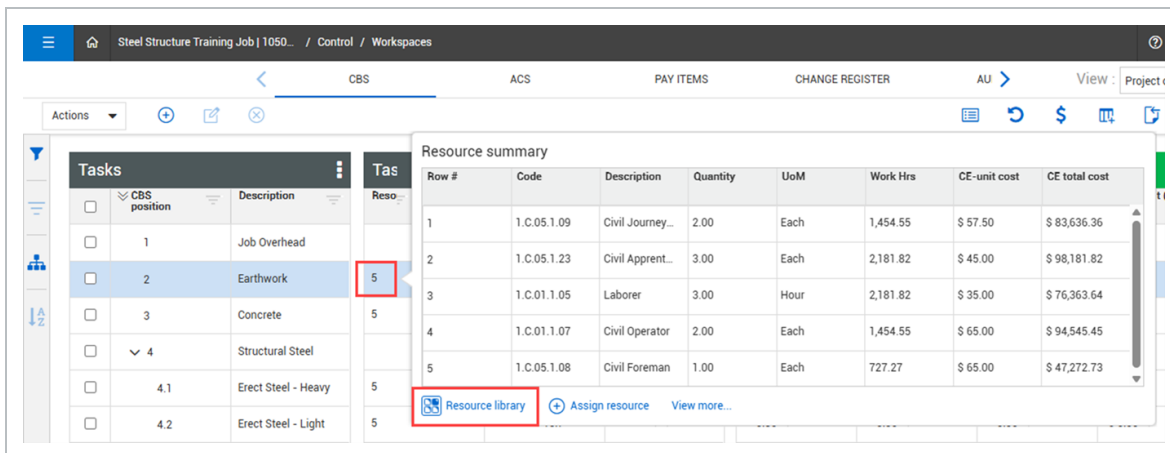 Steel Structure Training Job | 1050... / Control / Workspaces
CBS ACS PAY ITEMS CHANGE REGISTER AU View : Project
Actions
Resource summary
Tasks Tas
Row # Code Description Quantity UoM Work Hrs CE-unit cost CE total cost
CBS position Description Reso
1 1.C.05.1.09 Civil Journey... 2.00 Each 1,454.55 $ 57.50 $ 83,636.36
1 Job Overhead
2 1.C.05.1.23 Civil Apprent... 3.00 Each 2,181.82 $ 45.00 $ 98,181.82
2 Earthwork 5
3 1.C.01.1.05 Laborer 3.00 Hour 2,181.82 $ 35.00 $ 76,363.64
3 Concrete 5
4 1.C.01.1.07 Civil Operator 2.00 Each 1,454.55 $ 65.00 $ 94,545.45
4 Structural Steel
5 1.C.05.1.08 Civil Foreman 1.00 Each 727.27 $ 65.00 $ 47,272.73
4.1 Erect Steel - Heavy 5
Resource library Assign resource View more...
4.2 Erect Steel - Light 5